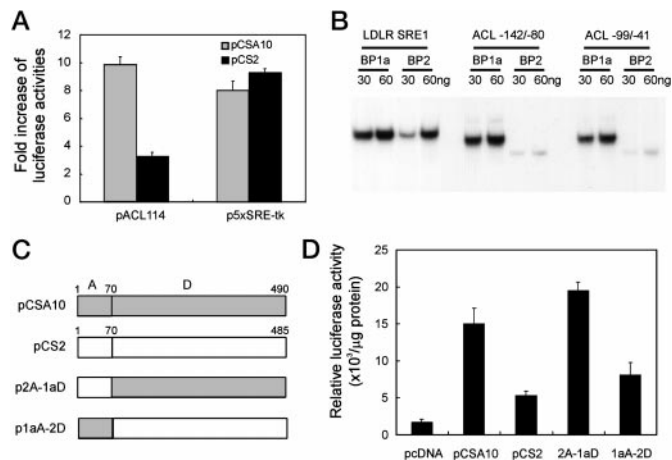 A
Fold increase of
luciferase activities
12
10
8
6
4
2
0
pCSA10
pCS2
pACL114
p5xSRE-tk
B
LDLR SRE1
ACL -142/-80
ACL -99/-41
BP1a
BP2
BP1a
BP2
BP1a
BP2
30 60 30 60ng
30 60 30 60ng
30 60 30 60ng
C
1 A 70 D 490
pCSA10
1 70 485
pCS2
p2A-1aD
p1aA-2D
D
Relative luciferase activity
(x10³/µg protein)
25
20
15
10
5
0
pcDNA
pCSA10
pCS2
2A-1aD
1aA-2D